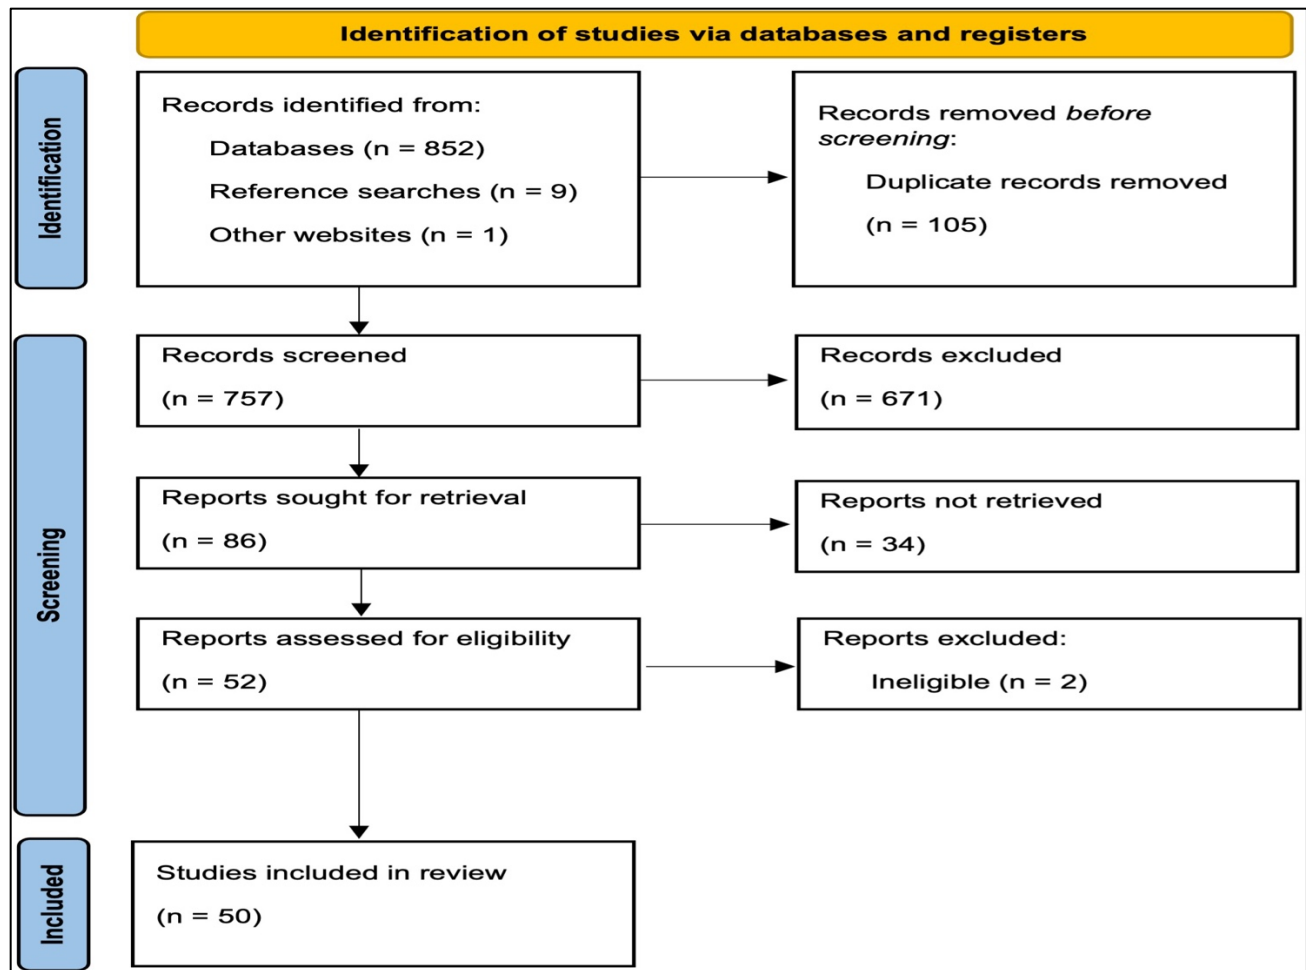 Identification of studies via databases and registers
Identification
Records identified from:
Databases (n = 852)
Reference searches (n = 9)
Other websites (n = 1)
Records removed before
screening:
Duplicate records removed
(n = 105)
Screening
Records screened
(n = 757)
Records excluded
(n = 671)
Reports sought for retrieval
(n = 86)
Reports not retrieved
(n = 34)
Reports assessed for eligibility
(n = 52)
Reports excluded:
Ineligible (n = 2)
Included
Studies included in review
(n = 50)